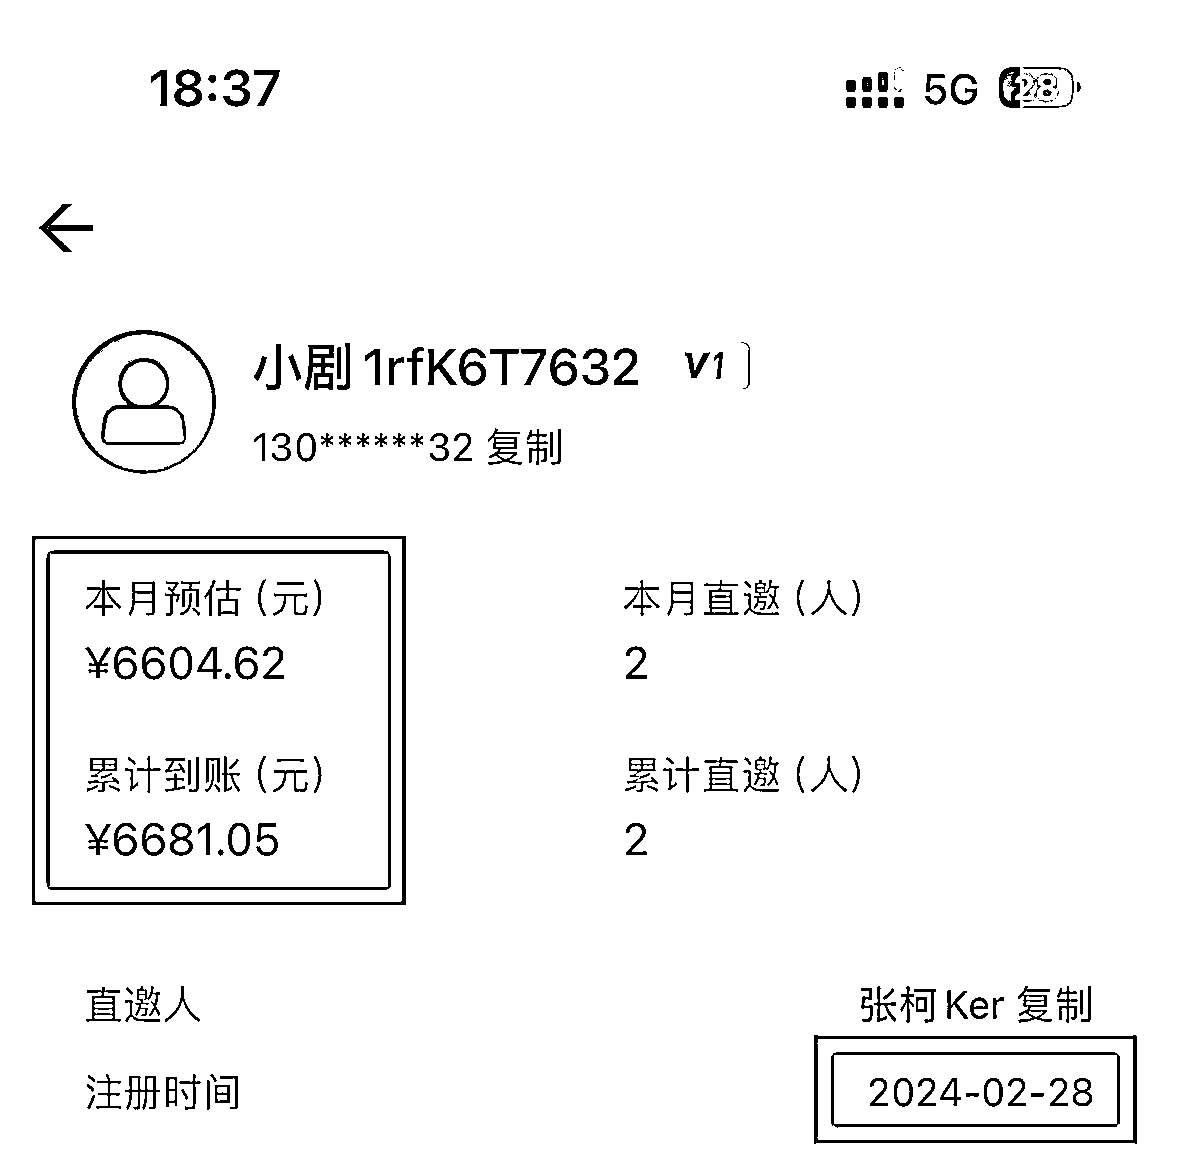 18:37 5G 28
小剧1rfK6T7632 V1
130******32 复制
本月预估(元) 本月直邀(人)
¥6604.62 2
累计到账(元) 累计直邀(人)
¥6681.05 2
直邀人 张柯Ker 复制
注册时间 2024-02-28